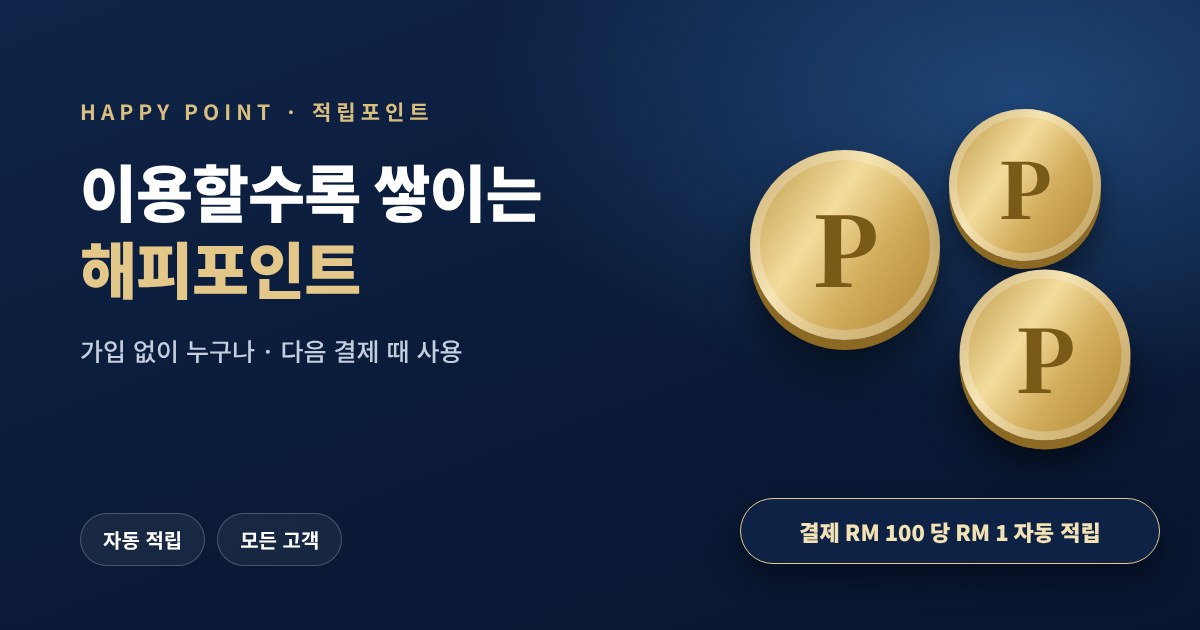 HAPPY POINT · 적립포인트
이용할수록 쌓이는
해피포인트
가입 없이 누구나 · 다음 결제 때 사용
P
P
P
자동 적립
모든 고객
결제 RM 100 당 RM 1 자동 적립